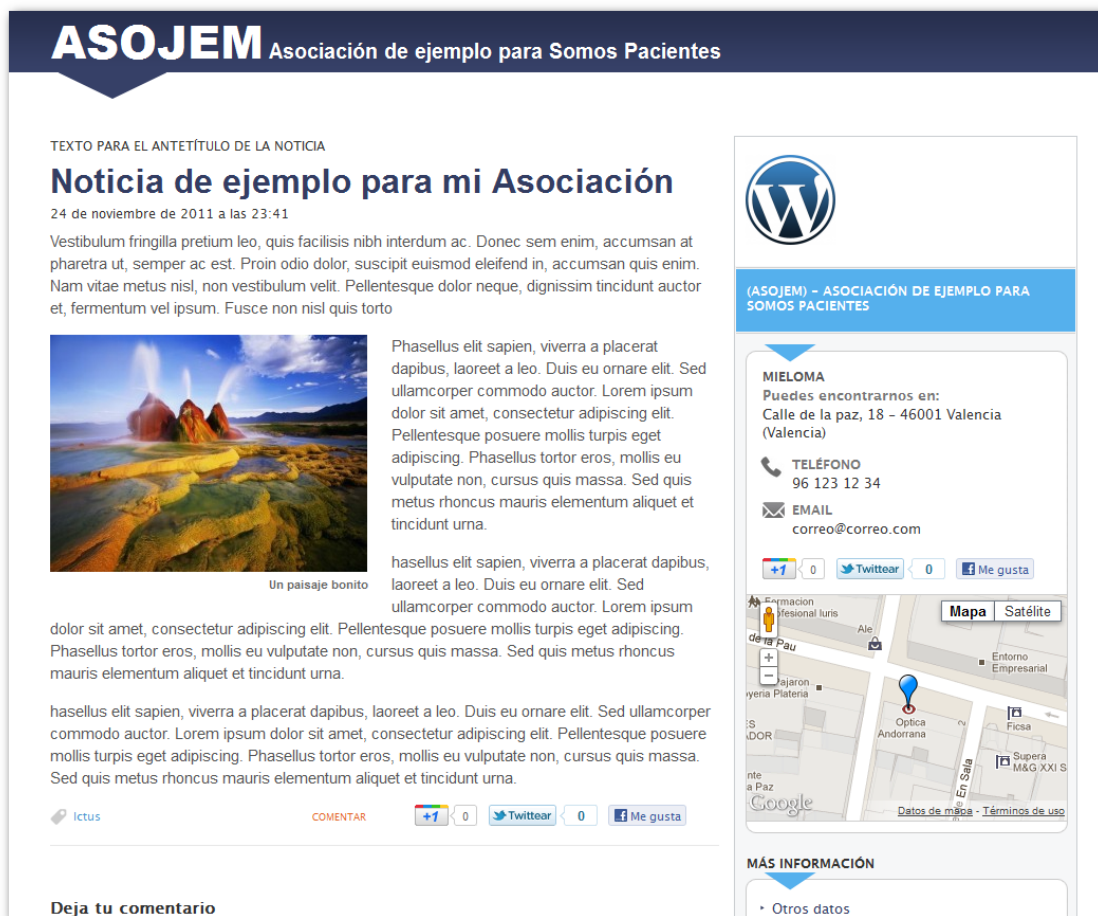 ASOJEM Asociación de ejemplo para Somos Pacientes
TEXTO PARA EL ANTETÍTULO DE LA NOTICIA
Noticia de ejemplo para mi Asociación
24 de noviembre de 2011 a las 23:41
Vestibulum fringilla pretium leo, quis facilisis nibh interdum ac. Donec sem enim, accumsan at
pharetra ut, semper ac est. Proin odio dolor, suscipit euismod eleifend in, accumsan quis enim.
Nam vitae metus nisl, non vestibulum velit. Pellentesque dolor neque, dignissim tincidunt auctor
et, fermentum vel ipsum. Fusce non nisl quis torto
Phasellus elit sapien, viverra a placerat
dapibus, laoreet a leo. Duis eu ornare elit. Sed
ullamcorper commodo auctor. Lorem ipsum
dolor sit amet, consectetur adipiscing elit.
Pellentesque posuere mollis turpis eget
adipiscing. Phasellus tortor eros, mollis eu
vulputate non, cursus quis massa. Sed quis
metus rhoncus mauris elementum aliquet et
tincidunt urna.
Un paisaje bonito
hasellus elit sapien, viverra a placerat dapibus,
laoreet a leo. Duis eu ornare elit. Sed
ullamcorper commodo auctor. Lorem ipsum
dolor sit amet, consectetur adipiscing elit. Pellentesque posuere mollis turpis eget adipiscing.
Phasellus tortor eros, mollis eu vulputate non, cursus quis massa. Sed quis metus rhoncus
mauris elementum aliquet et tincidunt urna.
hasellus elit sapien, viverra a placerat dapibus, laoreet a leo. Duis eu ornare elit. Sed ullamcorper
commodo auctor. Lorem ipsum dolor sit amet, consectetur adipiscing elit. Pellentesque posuere
mollis turpis eget adipiscing. Phasellus tortor eros, mollis eu vulputate non, cursus quis massa.
Sed quis metus rhoncus mauris elementum aliquet et tincidunt urna.
Ictus COMENTAR +1 0 Twittear 0 Me gusta
Deja tu comentario
W
(ASOJEM) – ASOCIACIÓN DE EJEMPLO PARA
SOMOS PACIENTES
MIELOMA
Puedes encontrarnos en:
Calle de la paz, 18 – 46001 Valencia
(Valencia)
TELÉFONO
96 123 12 34
EMAIL
correo@correo.com
+1 0 Twittear 0 Me gusta
Formacion
ofesional Iuris
Mapa Satélite
Ale
de la Pau
Entorno
Empresarial
Pajaron
oyeria Plateria
Optica
Andorrana
Ficsa
ES
ADOR
Supera
M&G XXI S
En Sala
nte
a Paz
Google
Datos de mapa - Términos de uso
MÁS INFORMACIÓN
Otros datos